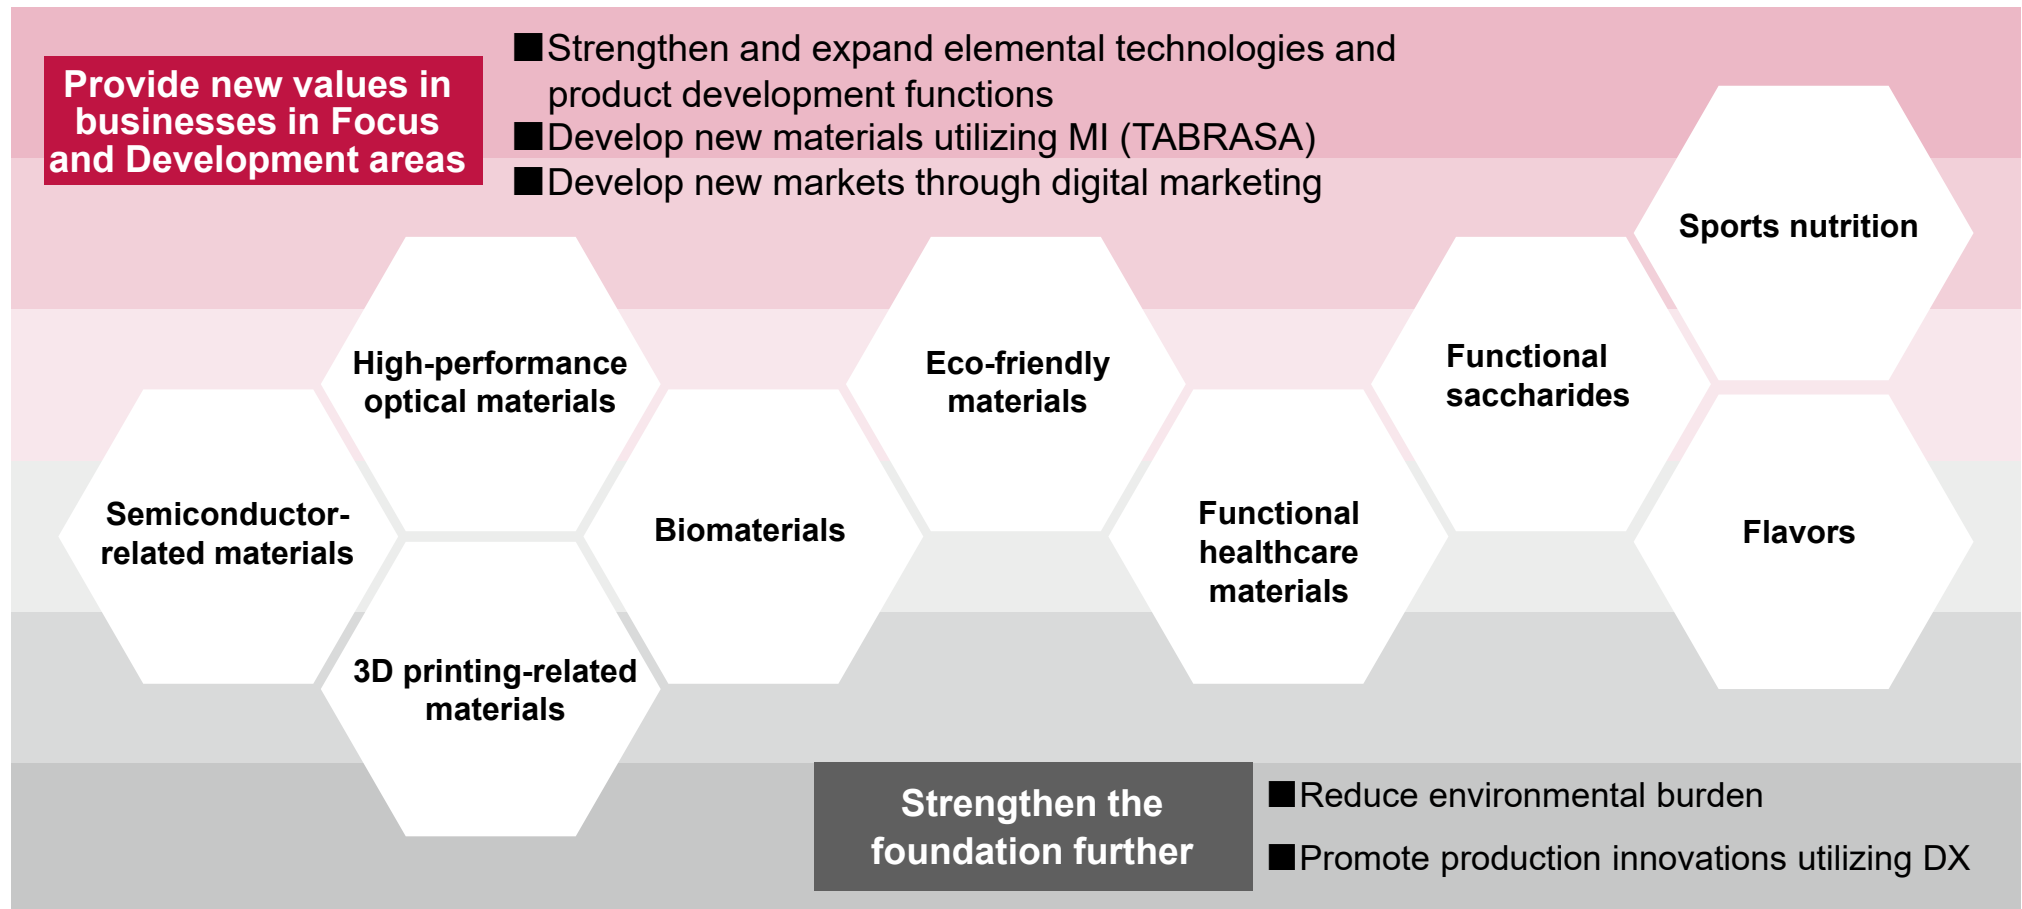 Provide new values in
businesses in Focus
and Development areas
■Strengthen and expand elemental technologies and
product development functions
■Develop new materials utilizing MI (TABRASA)
■Develop new markets through digital marketing
Sports nutrition
High-performance
optical materials
Eco-friendly
materials
Functional
saccharides
Semiconductor-
related materials
Biomaterials
Functional
healthcare
materials
Flavors
3D printing-related
materials
Strengthen the
foundation further
■Reduce environmental burden
■Promote production innovations utilizing DX